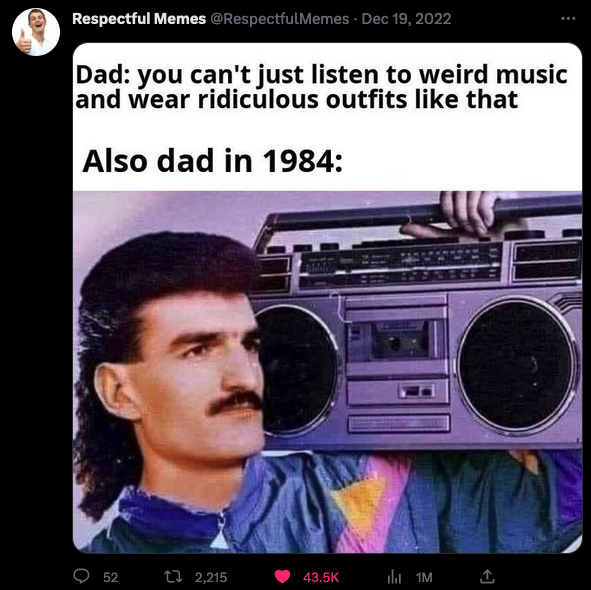 Respectful Memes @RespectfulMemes · Dec 19, 2022
Dad: you can't just listen to weird music
and wear ridiculous outfits like that
Also dad in 1984:
52 2,215 43.5K 1M